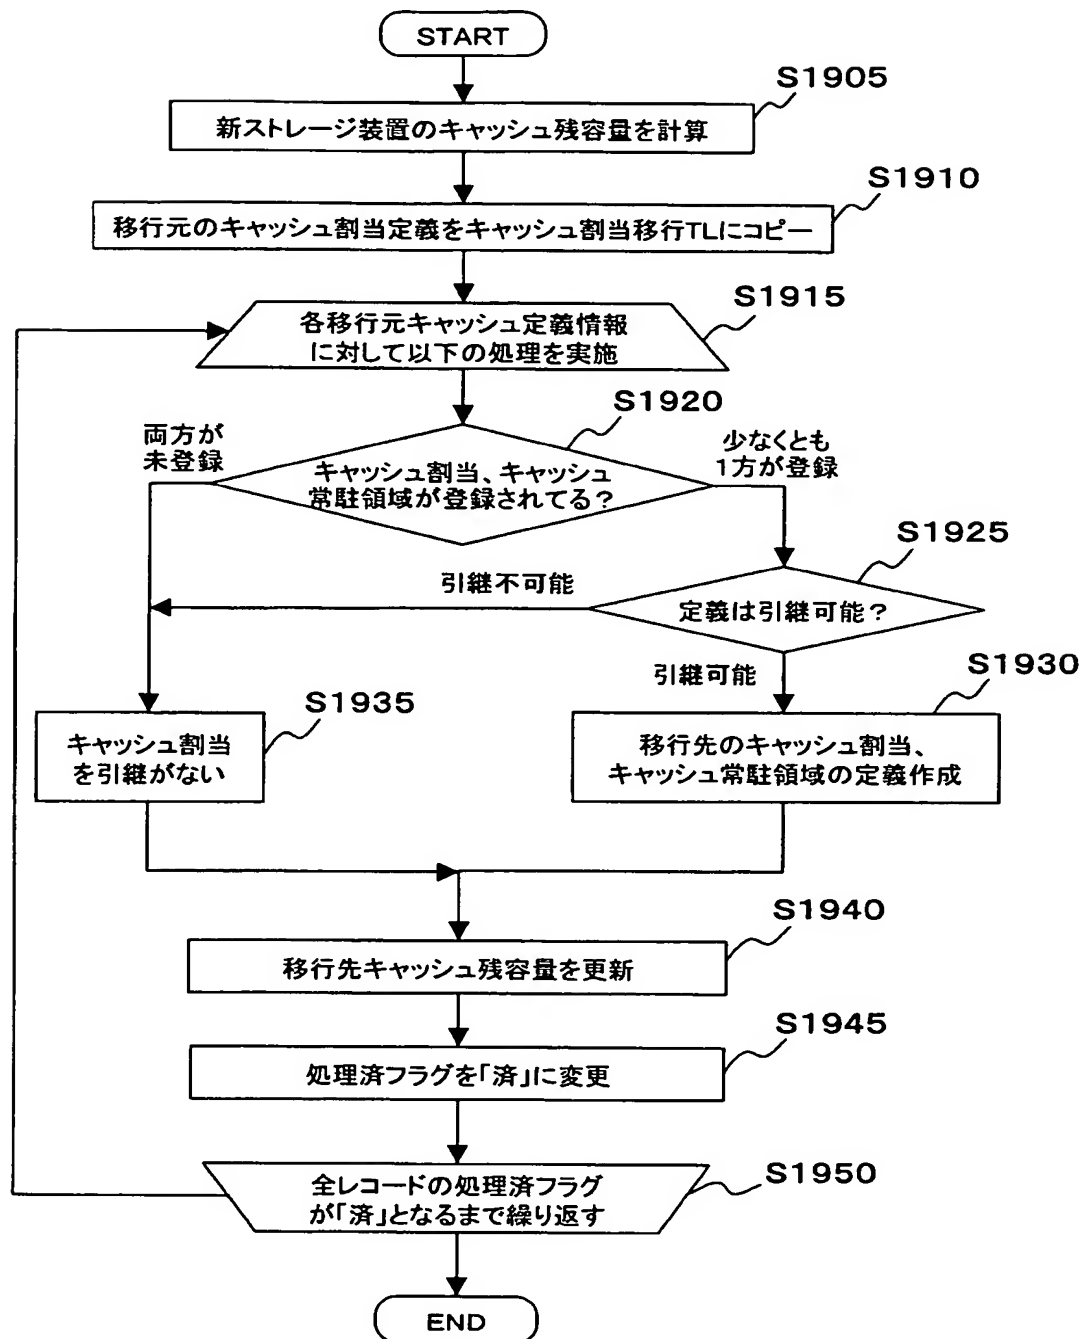 START
S1905
新ストレージ装置のキャッシュ残容量を計算
S1910
移行元のキャッシュ割当定義をキャッシュ割当移行TLにコピー
S1915
各移行元キャッシュ定義情報
に対して以下の処理を実施
S1920
両方が
未登録
少なくとも
1方が登録
キャッシュ割当、キャッシュ
常駐領域が登録されてる?
S1925
引継不可能
定義は引継可能?
引継可能
S1930
S1935
キャッシュ割当
を引継がない
移行先のキャッシュ割当、
キャッシュ常駐領域の定義作成
S1940
移行先キャッシュ残容量を更新
S1945
処理済フラグを「済」に変更
S1950
全レコードの処理済フラグ
が「済」となるまで繰り返す
END